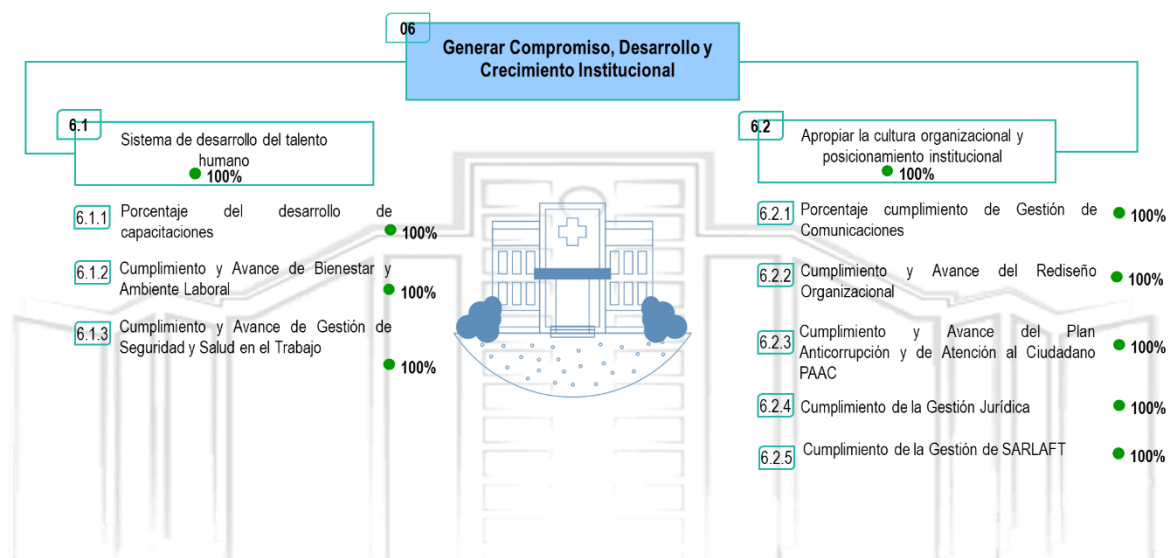 06
Generar Compromiso, Desarrollo y
Crecimiento Institucional
6.1
Sistema de desarrollo del talento
humano
100%
6.1.1 Porcentaje del desarrollo de
capacitaciones
100%
6.1.2 Cumplimiento y Avance de Bienestar y
Ambiente Laboral
100%
6.1.3 Cumplimiento y Avance de Gestión de
Seguridad y Salud en el Trabajo
100%
6.2
Apropiar la cultura organizacional y
posicionamiento institucional
100%
6.2.1 Porcentaje cumplimiento de Gestión de
Comunicaciones
100%
6.2.2 Cumplimiento y Avance del Rediseño
Organizacional
100%
6.2.3 Cumplimiento y Avance del Plan
Anticorrupción y de Atención al Ciudadano
PAAC
100%
6.2.4 Cumplimiento de la Gestión Jurídica
100%
6.2.5 Cumplimiento de la Gestión de SARLAFT
100%